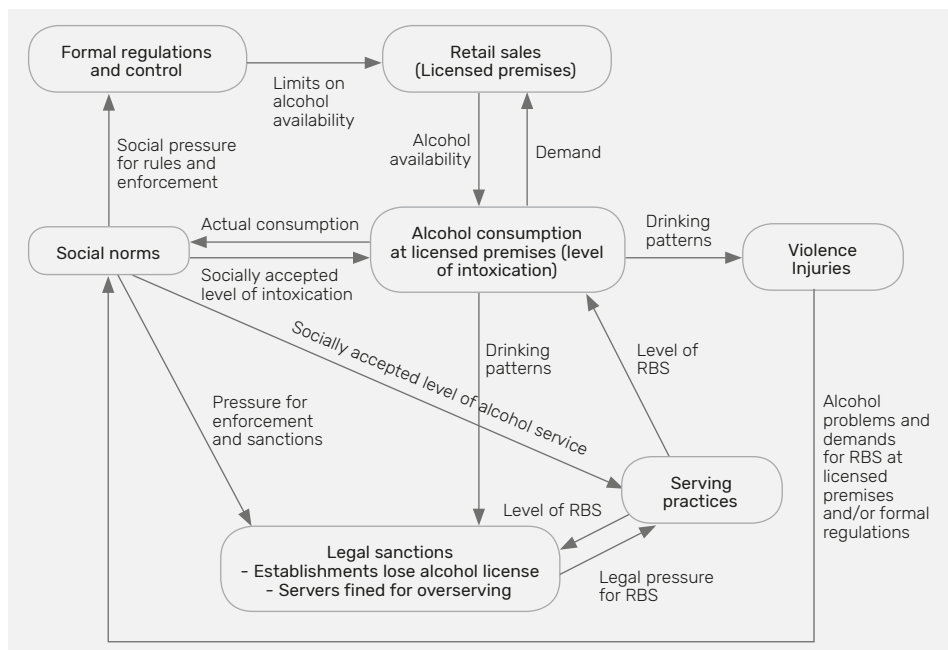 Formal regulations
and control
Limits on
alcohol
availability
Retail sales
(Licensed premises)
Social pressure
for rules and
enforcement
Alcohol
availability
Demand
Social norms
Actual consumption
Socially accepted
level of intoxication
Alcohol consumption
at licensed premises (level
of intoxication)
Drinking
patterns
Violence
Injuries
Socially accepted level of alcohol service
Drinking
patterns
Level of
RBS
Pressure for
enforcement
and sanctions
Alcohol
problems and
demands
for RBS at
licensed
premises
and/or formal
regulations
Serving
practices
Level of RBS
Legal sanctions
- Establishments lose alcohol license
- Servers fined for overserving
Legal pressure
for RBS